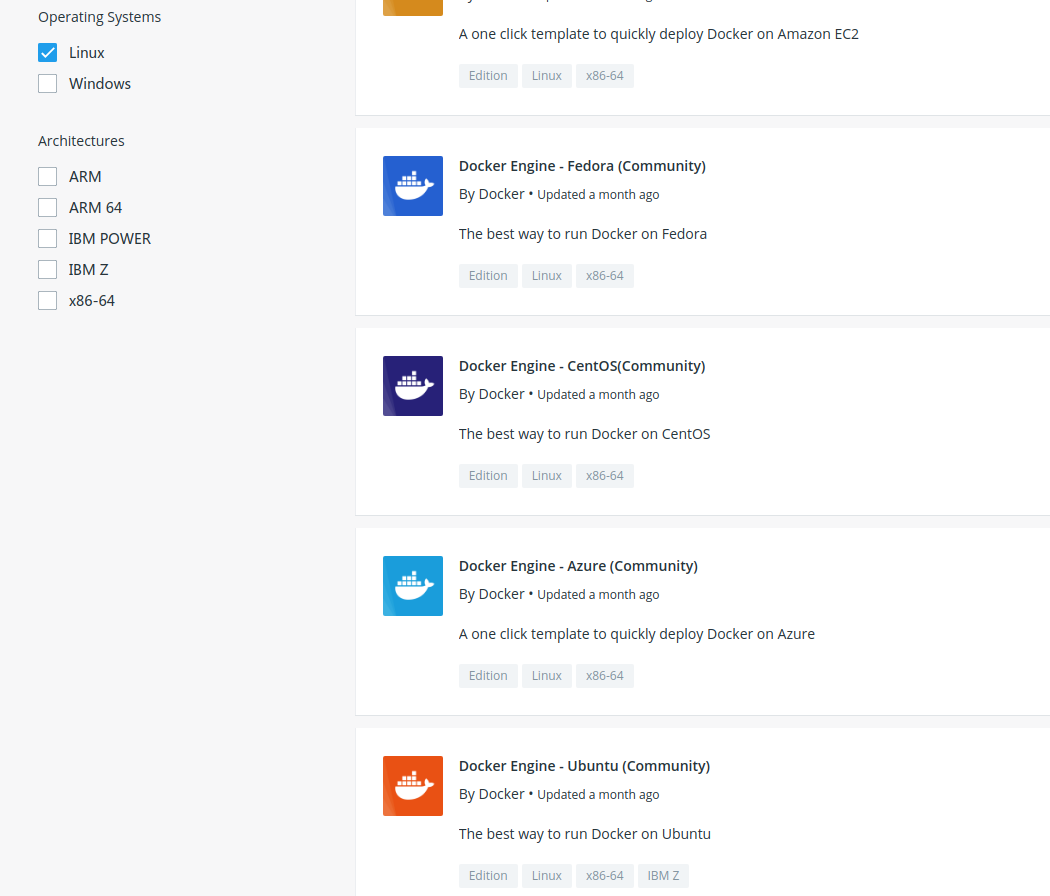 Operating Systems
Linux
Windows
Architectures
ARM
ARM 64
IBM POWER
IBM Z
x86-64
A one click template to quickly deploy Docker on Amazon EC2
Edition Linux x86-64
Docker Engine - Fedora (Community)
By Docker • Updated a month ago
The best way to run Docker on Fedora
Edition Linux x86-64
Docker Engine - CentOS(Community)
By Docker • Updated a month ago
The best way to run Docker on CentOS
Edition Linux x86-64
Docker Engine - Azure (Community)
By Docker • Updated a month ago
A one click template to quickly deploy Docker on Azure
Edition Linux x86-64
Docker Engine - Ubuntu (Community)
By Docker • Updated a month ago
The best way to run Docker on Ubuntu
Edition Linux x86-64 IBM Z